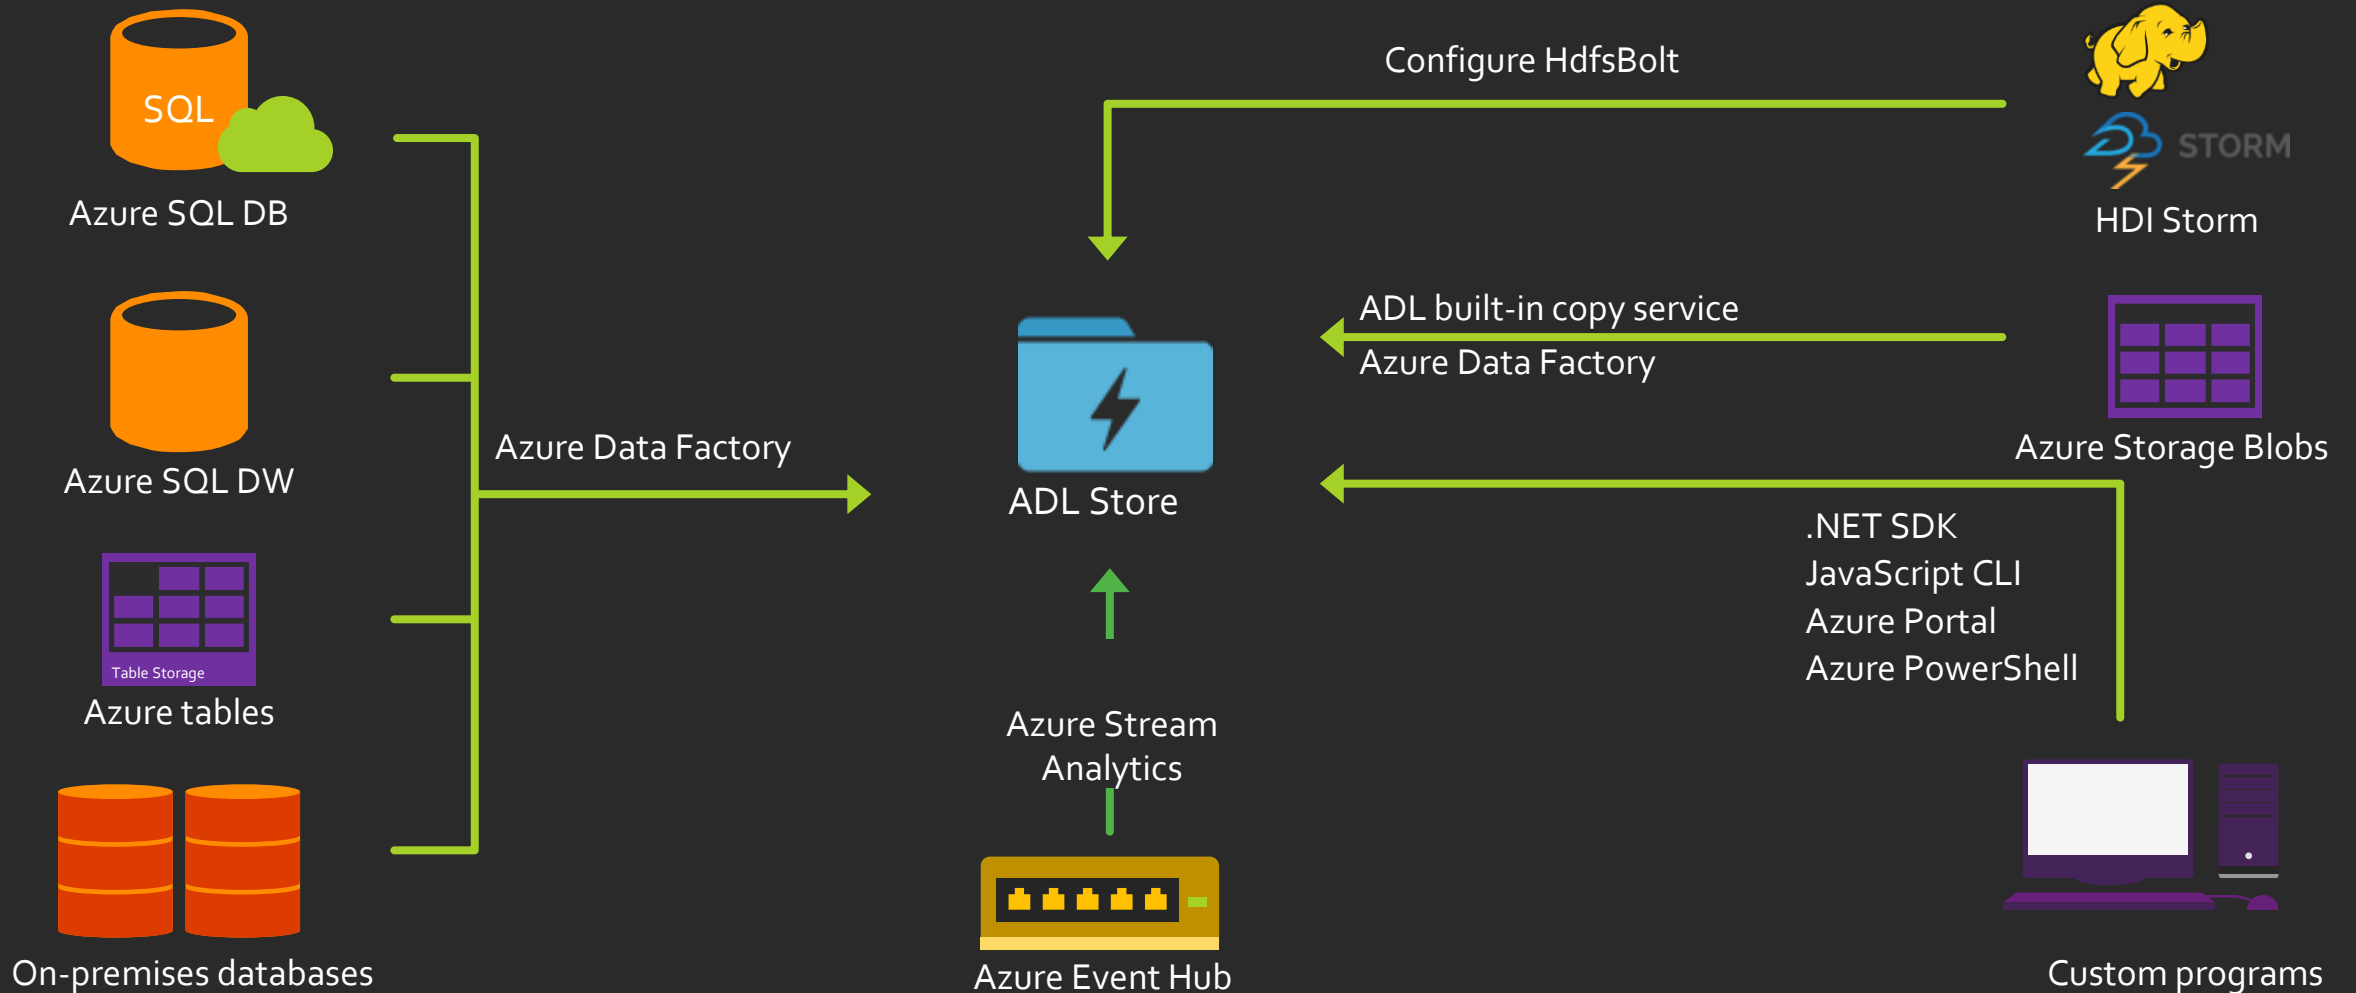 SQL
Azure SQL DB
Azure SQL DW
Table Storage
Azure tables
On-premises databases
Azure Data Factory
Configure HdfsBolt
ADL Store
Azure Stream
Analytics
Azure Event Hub
STORM
HDI Storm
ADL built-in copy service
Azure Data Factory
Azure Storage Blobs
.NET SDK
JavaScript CLI
Azure Portal
Azure PowerShell
Custom programs